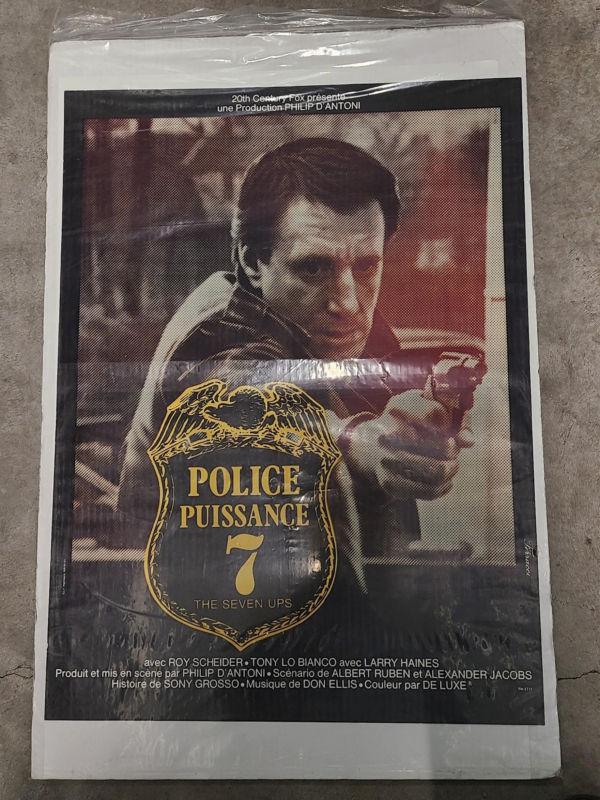 20th Century Fox présente
une Production PHILIP D'ANTONI
POLICE
PUISSANCE
7
THE SEVEN UPS
avec ROY SCHEIDER • TONY LO BIANCO avec LARRY HAINES
Produit et mis en scène par PHILIP D'ANTONI • Scénario de ALBERT RUBEN et ALEXANDER JACOBS
Histoire de SONY GROSSO • Musique de DON ELLIS • Couleur par DE LUXE